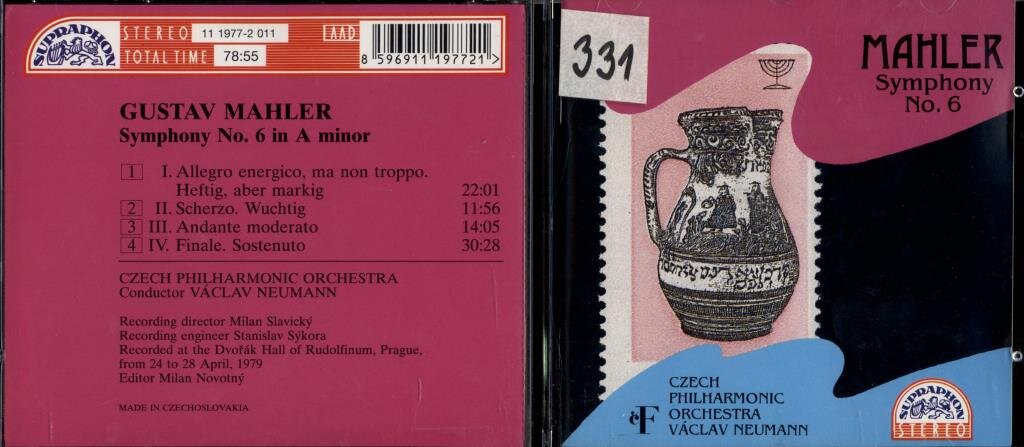 SUPRAPHON
STEREO 11 1977-2 011 AAD
TOTAL TIME 78:55
8 596911 197721 >
GUSTAV MAHLER
Symphony No. 6 in A minor
1 I. Allegro energico, ma non troppo.
Heftig, aber markig 22:01
2 II. Scherzo. Wuchtig 11:56
3 III. Andante moderato 14:05
4 IV. Finale. Sostenuto 30:28
CZECH PHILHARMONIC ORCHESTRA
Conductor VÁCLAV NEUMANN
Recording director Milan Slavický
Recording engineer Stanislav Sýkora
Recorded at the Dvořák Hall of Rudolfinum, Prague,
from 24 to 28 April, 1979
Editor Milan Novotný
MADE IN CZECHOSLOVAKIA
331
MAHLER
Symphony
No. 6
CZECH
PHILHARMONIC
ORCHESTRA
VÁCLAV NEUMANN
čF
SUPRAPHON
STEREO